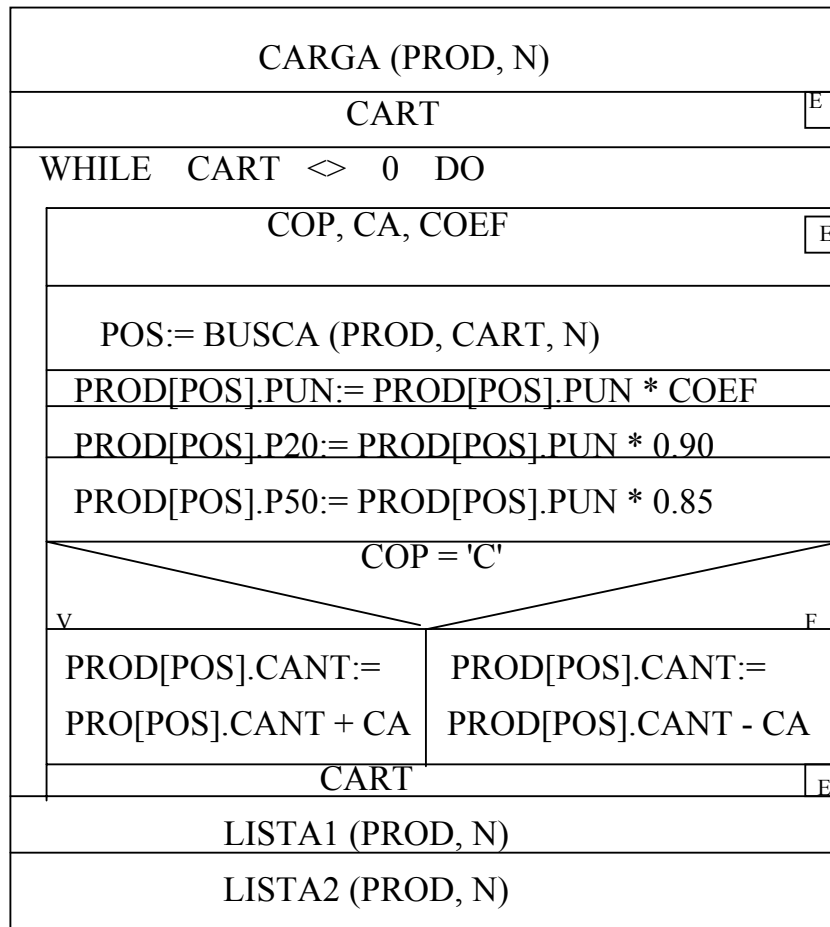 CARGA (PROD, N)
CART E
WHILE CART <> 0 DO
COP, CA, COEF E
POS:= BUSCA (PROD, CART, N)
PROD[POS].PUN:= PROD[POS].PUN * COEF
PROD[POS].P20:= PROD[POS].PUN * 0.90
PROD[POS].P50:= PROD[POS].PUN * 0.85
COP = 'C'
V F
PROD[POS].CANT:=
PRO[POS].CANT + CA
PROD[POS].CANT:=
PROD[POS].CANT - CA
CART E
LISTA1 (PROD, N)
LISTA2 (PROD, N)